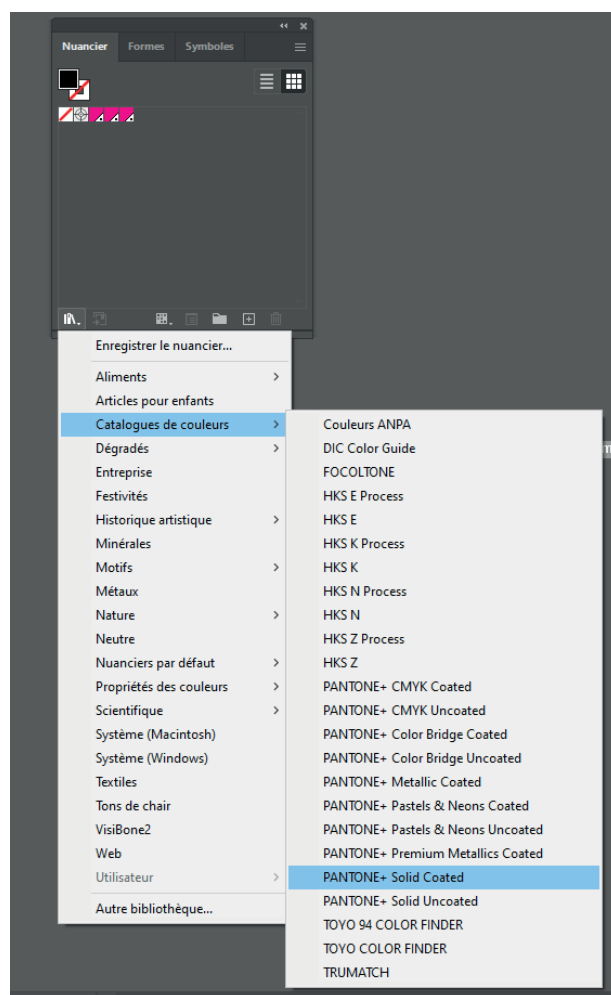 Nuancier Formes Symboles
Enregistrer le nuancier...
Aliments
Articles pour enfants
Catalogues de couleurs
Dégradés
Entreprise
Festivités
Historique artistique
Minérales
Motifs
Métaux
Nature
Neutre
Nuanciers par défaut
Propriétés des couleurs
Scientifique
Système (Macintosh)
Système (Windows)
Textiles
Tons de chair
VisiBone2
Web
Utilisateur
Autre bibliothèque...
Couleurs ANPA
DIC Color Guide
FOCOLTONE
HKS E Process
HKS E
HKS K Process
HKS K
HKS N Process
HKS N
HKS Z Process
HKS Z
PANTONE+ CMYK Coated
PANTONE+ CMYK Uncoated
PANTONE+ Color Bridge Coated
PANTONE+ Color Bridge Uncoated
PANTONE+ Metallic Coated
PANTONE+ Pastels & Neons Coated
PANTONE+ Pastels & Neons Uncoated
PANTONE+ Premium Metallics Coated
PANTONE+ Solid Coated
PANTONE+ Solid Uncoated
TOYO 94 COLOR FINDER
TOYO COLOR FINDER
TRUMATCH